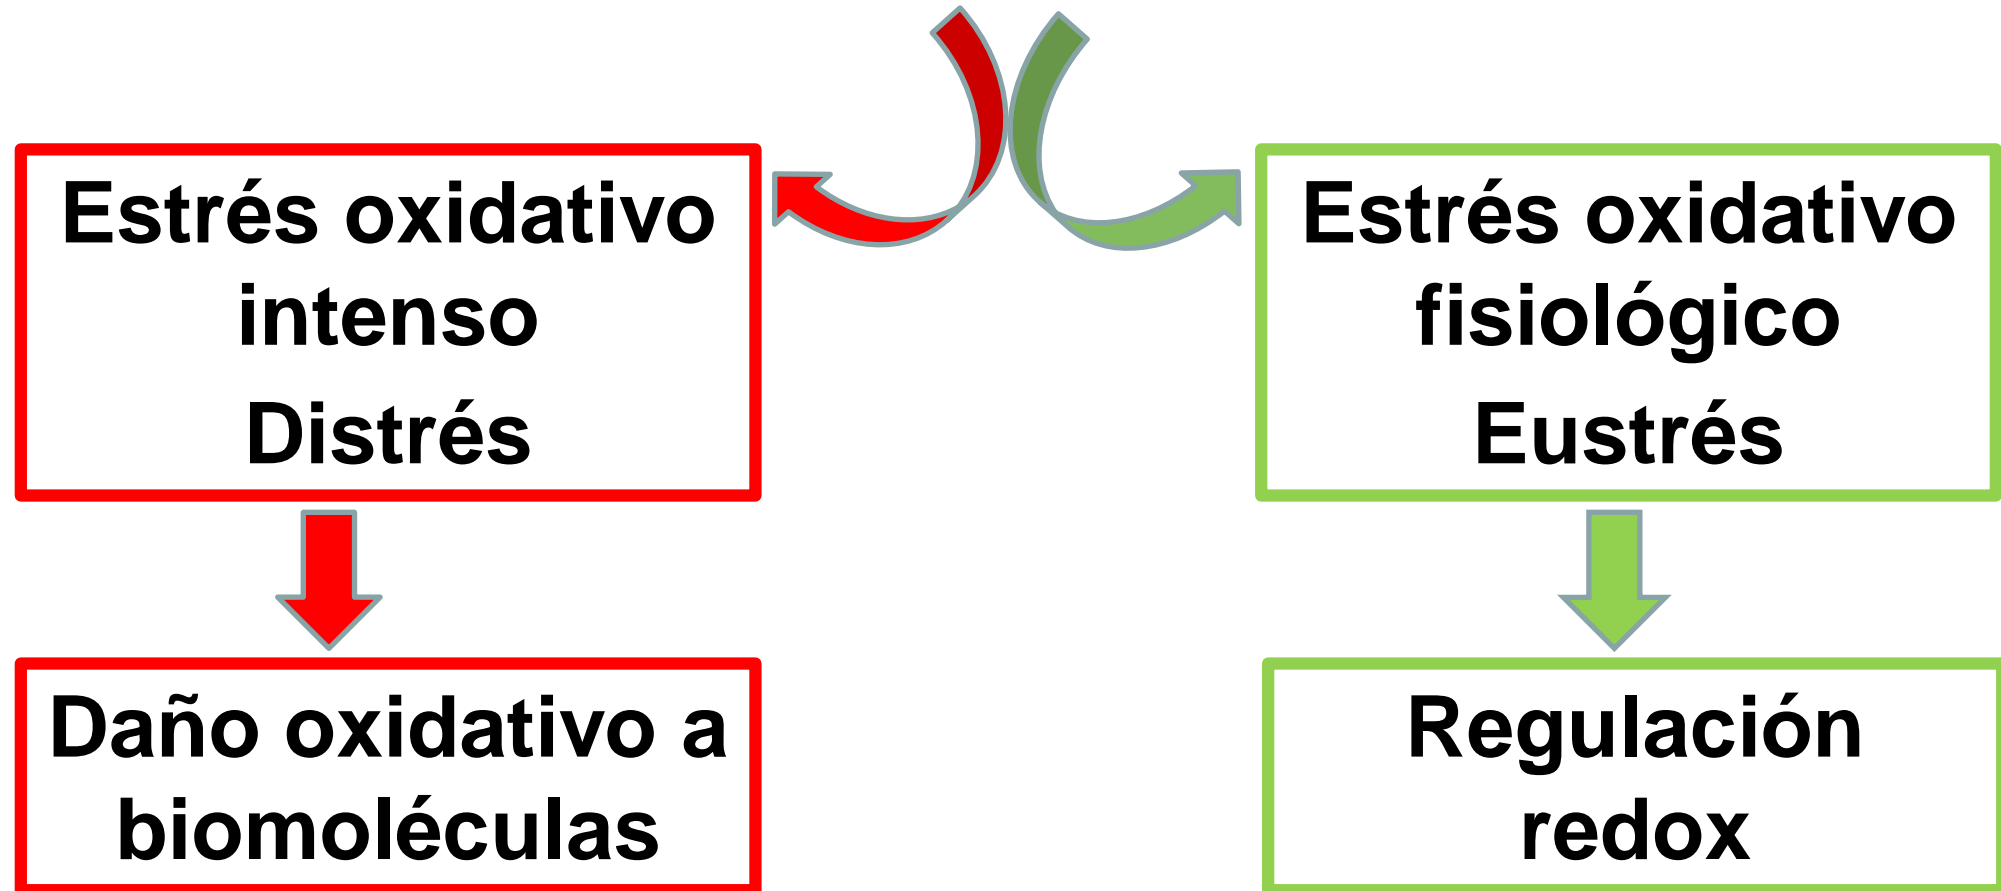 Estrés oxidativo
intenso
Distrés
Estrés oxidativo
fisiológico
Eustrés
Daño oxidativo a
biomoléculas
Regulación
redox